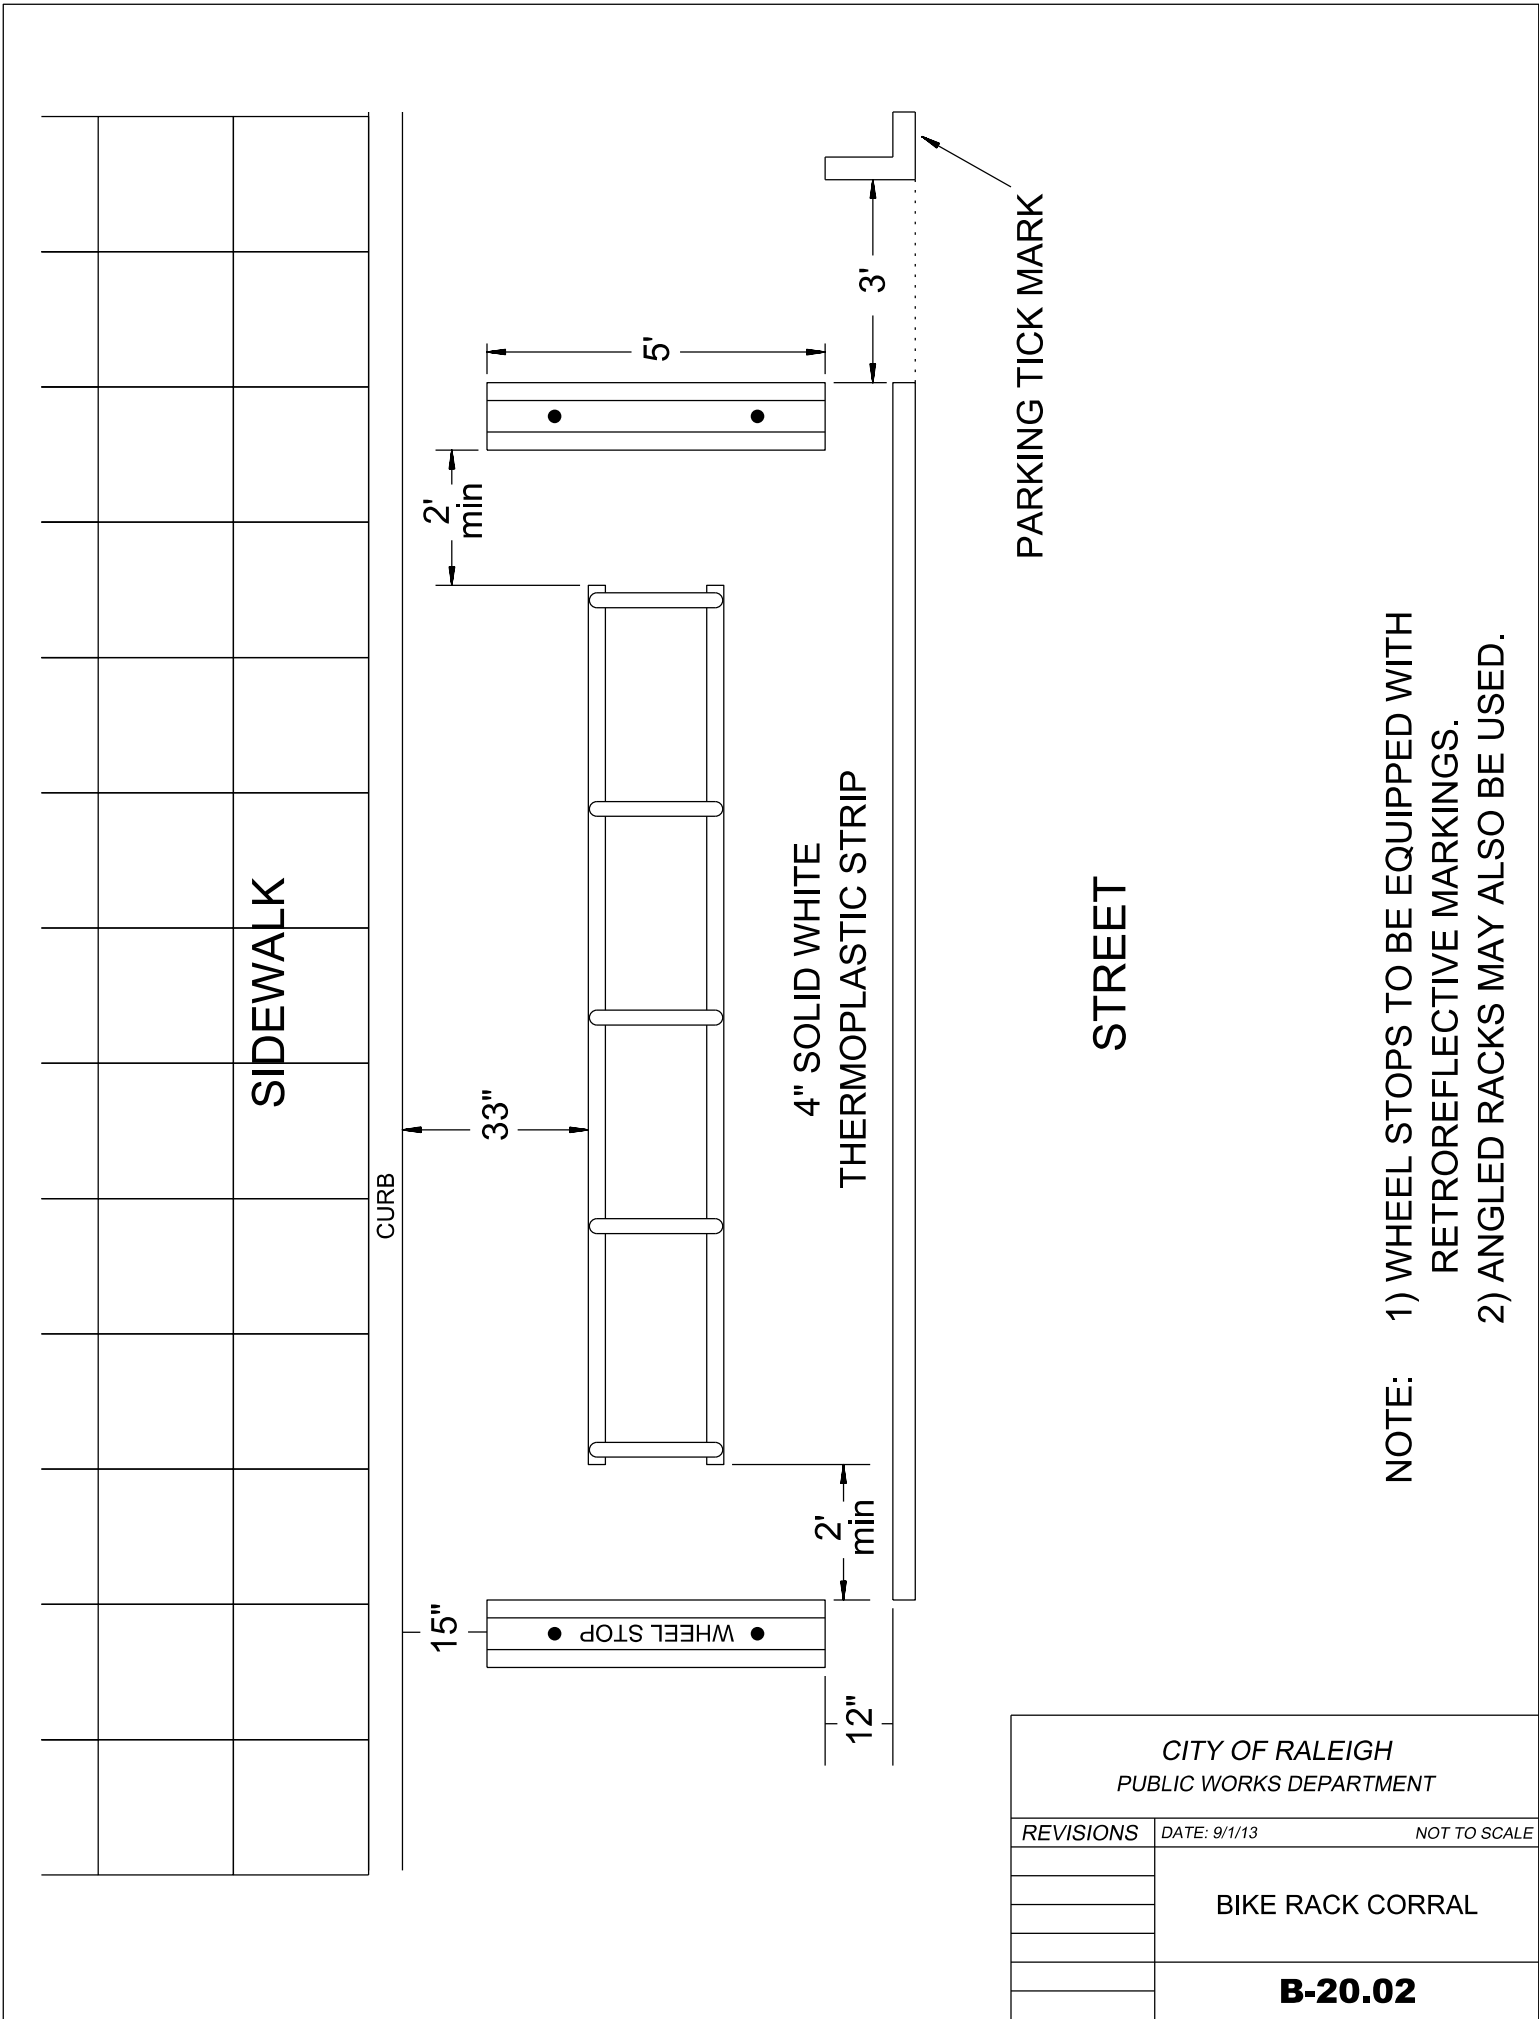 SIDEWALK
CURB
15"
33"
2'
min
5'
WHEEL STOP
2'
min
12"
3'
4" SOLID WHITE
THERMOPLASTIC STRIP
PARKING TICK MARK
STREET
NOTE: 1) WHEEL STOPS TO BE EQUIPPED WITH
RETROREFLECTIVE MARKINGS.
2) ANGLED RACKS MAY ALSO BE USED.
CITY OF RALEIGH
PUBLIC WORKS DEPARTMENT
REVISIONS DATE: 9/1/13 NOT TO SCALE
BIKE RACK CORRAL
B-20.02